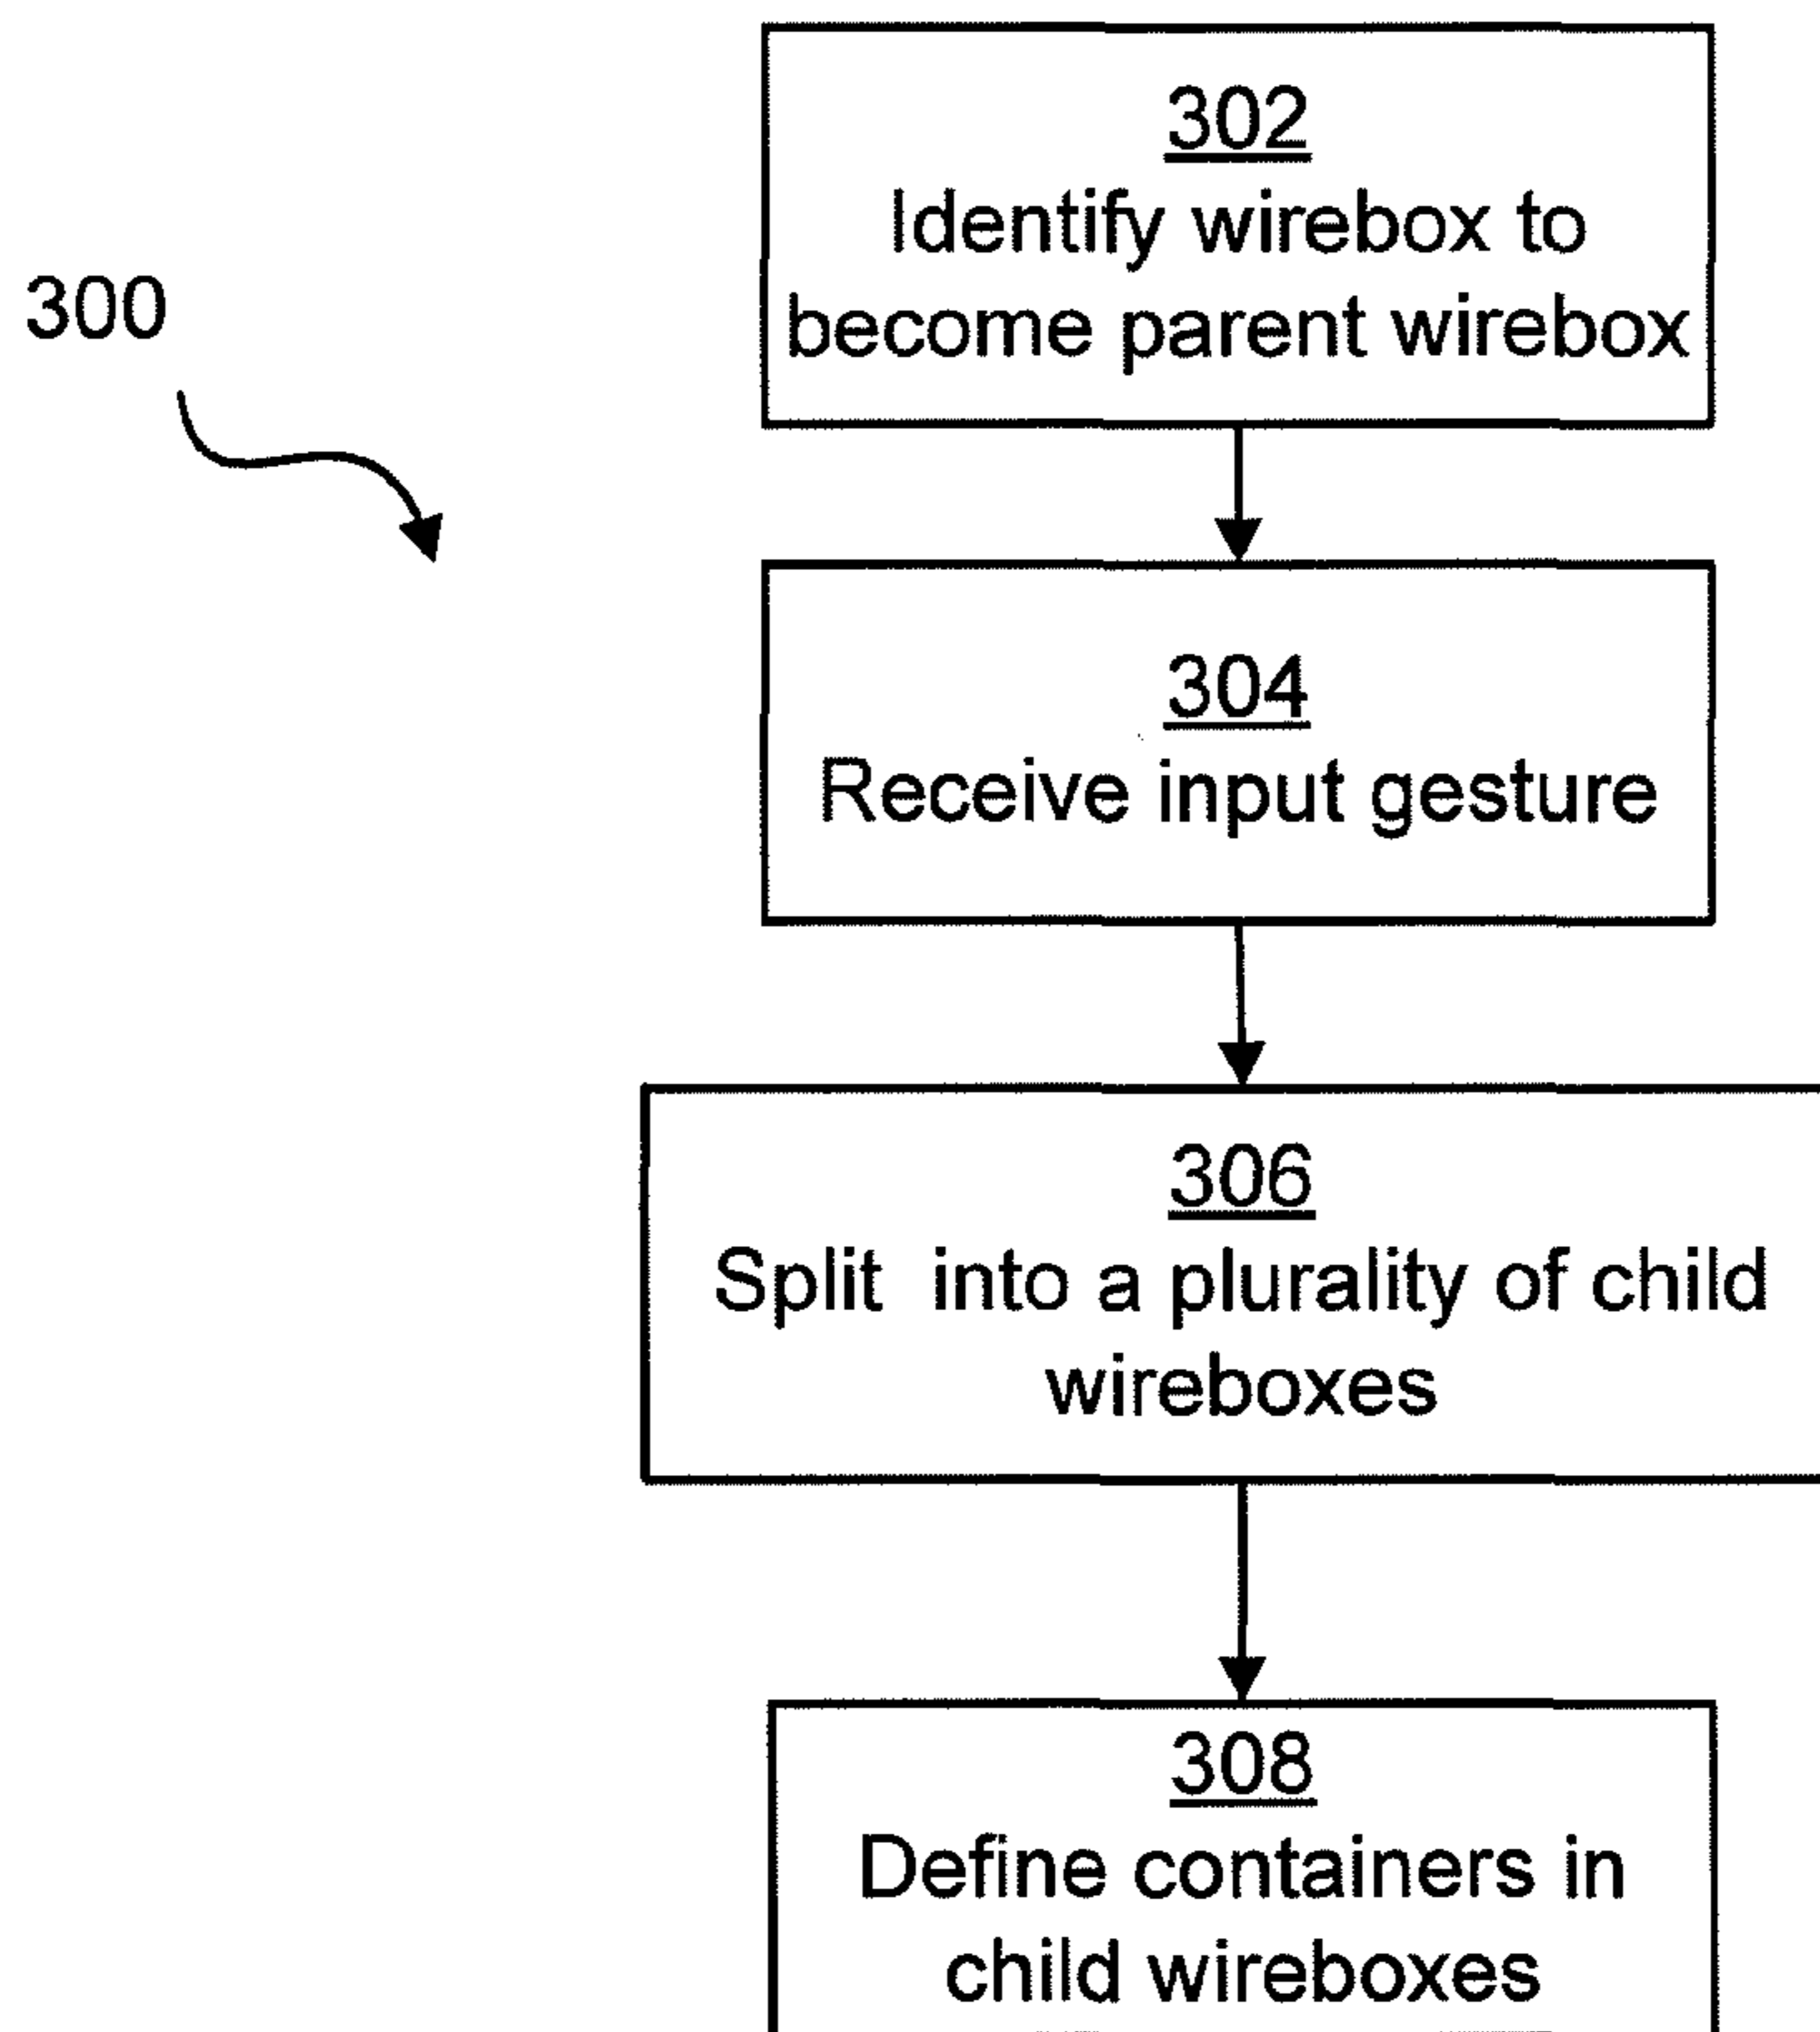 302
Identify wirebox to
become parent wirebox
300
304
Receive input gesture
306
Split into a plurality of child
wireboxes
308
Define containers in
child wireboxes